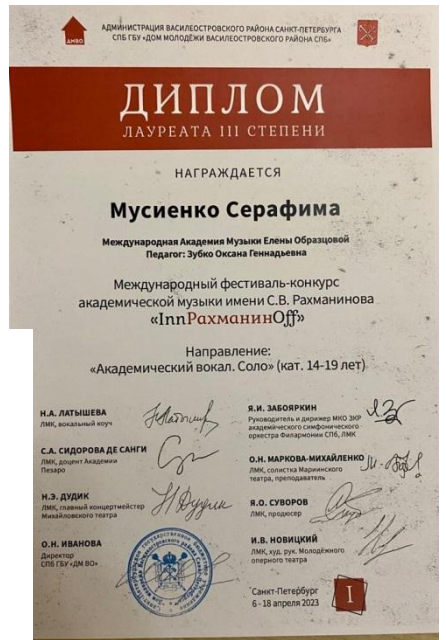 АДМИНИСТРАЦИЯ ВАСИЛЕОСТРОВСКОГО РАЙОНА САНКТ-ПЕТЕРБУРГА
СПБ ГБУ «ДОМ МОЛОДЁЖИ ВАСИЛЕОСТРОВСКОГО РАЙОНА СПБ»
ДМВО
ДИПЛОМ
ЛАУРЕАТА III СТЕПЕНИ
НАГРАЖДАЕТСЯ
Мусиенко Серафима
Международная Академия Музыки Елены Образцовой
Педагог: Зубко Оксана Геннадьевна
Международный фестиваль-конкурс
академической музыки имени С.В. Рахманинова
«InnРахманинOff»
Направление:
«Академический вокал. Соло» (кат. 14-19 лет)
Н.А. ЛАТЫШЕВА
ЛМК, вокальный коуч
С.А. СИДОРОВА ДЕ САНГИ
ЛМК, доцент Академии
Пезаро
Н.Э. ДУДИК
ЛМК, главный концертмейстер
Михайловского театра
О.Н. ИВАНОВА
Директор
СПБ ГБУ «ДМ ВО»
Я.И. ЗАБОЯРКИН
Руководитель и дирижер МКО ЗКР
академического симфонического
оркестра Филармонии СПб, ЛМК
О.Н. МАРКОВА-МИХАЙЛЕНКО
ЛМК, солистка Мариинского
театра, преподаватель
Я.О. СУВОРОВ
ЛМК, продюсер
И.В. НОВИЦКИЙ
ЛМК, худ. рук. Молодёжного
оперного театра
Санкт-Петербург
6 - 18 апреля 2023
I